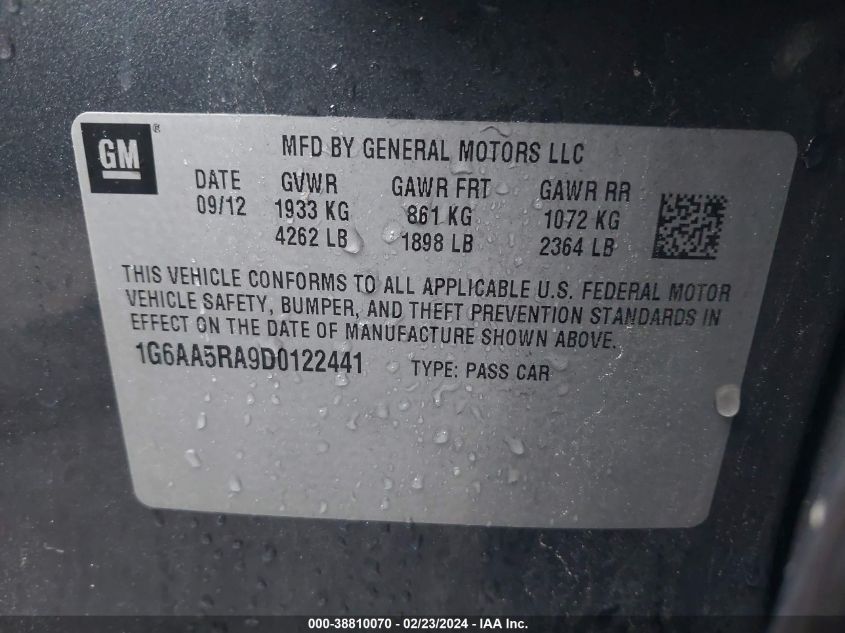 GM®
MFD BY GENERAL MOTORS LLC
DATE GVWR GAWR FRT GAWR RR
09/12 1933 KG 861 KG 1072 KG
4262 LB 1898 LB 2364 LB
THIS VEHICLE CONFORMS TO ALL APPLICABLE U.S. FEDERAL MOTOR
VEHICLE SAFETY, BUMPER, AND THEFT PREVENTION STANDARDS IN
EFFECT ON THE DATE OF MANUFACTURE SHOWN ABOVE.
1G6AA5RA9D0122441 TYPE: PASS CAR
000-38810070 - 02/23/2024 - IAA Inc.